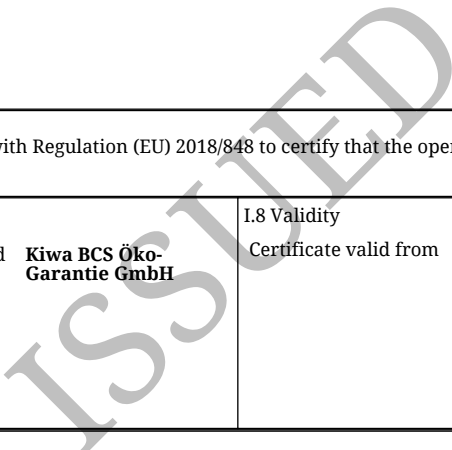 ith Regulation (EU) 2018/848 to certify that the oper
I.8 Validity
d Kiwa BCS Öko-
Garantie GmbH
Certificate valid from
ISSUED